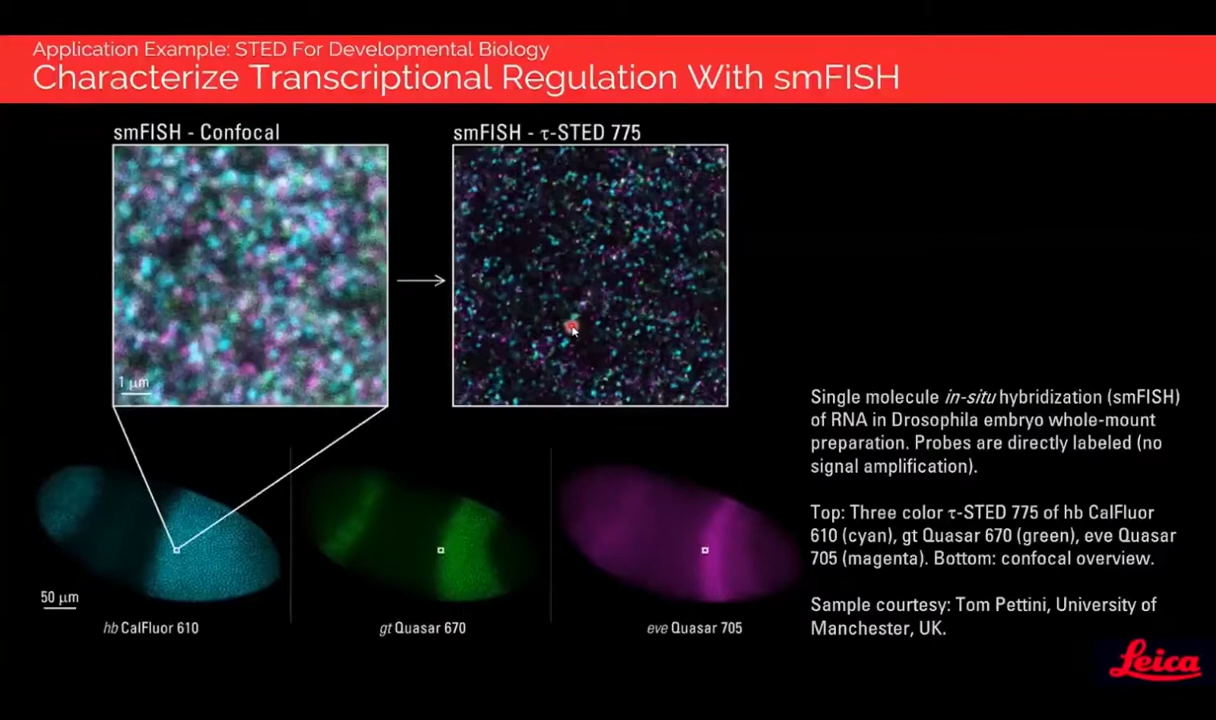 Application Example: STED For Developmental Biology
Characterize Transcriptional Regulation With smFISH
smFISH - Confocal
smFISH - τ-STED 775
1 μm
50 μm
hb CalFluor 610
gt Quasar 670
eve Quasar 705
Single molecule in-situ hybridization (smFISH)
of RNA in Drosophila embryo whole-mount
preparation. Probes are directly labeled (no
signal amplification).
Top: Three color τ-STED 775 of hb CalFluor
610 (cyan), gt Quasar 670 (green), eve Quasar
705 (magenta). Bottom: confocal overview.
Sample courtesy: Tom Pettini, University of
Manchester, UK.
Leica